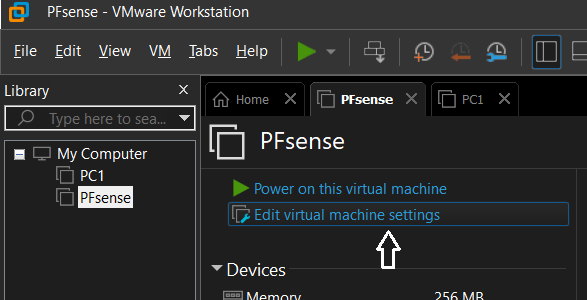 PFsense - VMware Workstation
File Edit View VM Tabs Help
Library X
Type here to sea...
My Computer
PC1
PFsense
Home X PFsense X PC1 X
PFsense
Power on this virtual machine
Edit virtual machine settings
Devices
Memory 256 MB